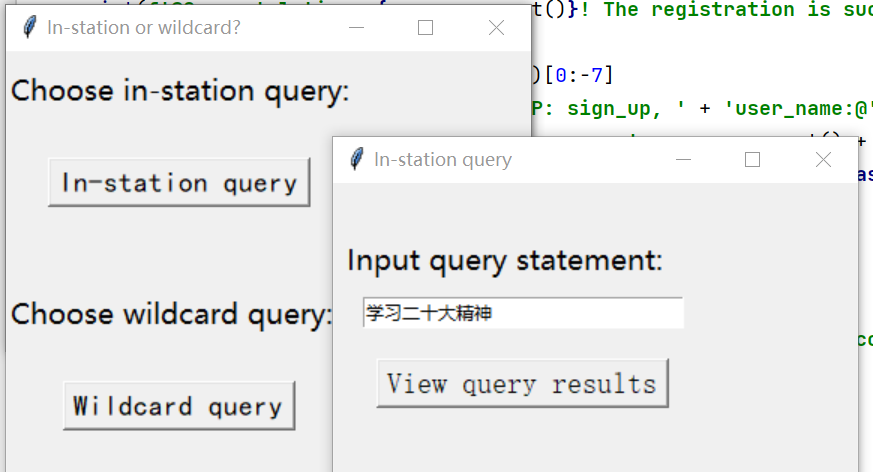 ()}! The registration is suc
In-station or wildcard?
)[0:-7]
Choose in-station query:
P: sign_up, ' + 'user_name:@'
In-station query
as
In-station query
Input query statement:
Choose wildcard query:
学习二十大精神
View query results
Wildcard query